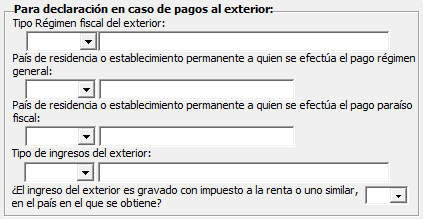 Para declaración en caso de pagos al exterior:
Tipo Régimen fiscal del exterior:
País de residencia o establecimiento permanente a quien se efectúa el pago régimen
general:
País de residencia o establecimiento permanente a quien se efectúa el pago paraíso
fiscal:
Tipo de ingresos del exterior:
¿El ingreso del exterior es gravado con impuesto a la renta o uno similar,
en el país en el que se obtiene?